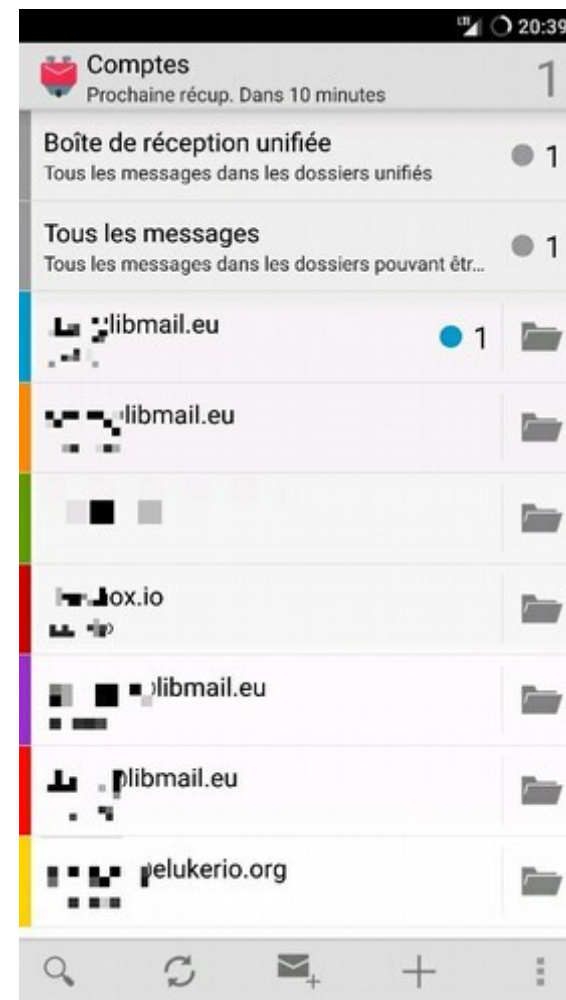 LTE 20:39
Comptes
Prochaine récup. Dans 10 minutes
1
Boîte de réception unifiée
Tous les messages dans les dossiers unifiés
1
Tous les messages
Tous les messages dans les dossiers pouvant êtr...
1
libmail.eu
1
libmail.eu
ox.io
libmail.eu
libmail.eu
elukerio.org